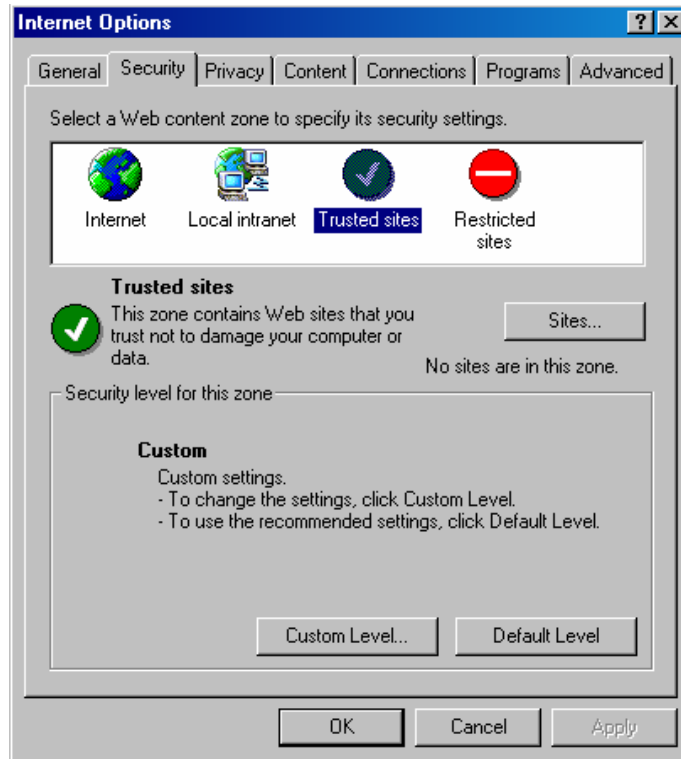 Internet Options
General Security Privacy Content Connections Programs Advanced
Select a Web content zone to specify its security settings.
Internet Local intranet Trusted sites Restricted
sites
Trusted sites
This zone contains Web sites that you
trust not to damage your computer or
data.
Sites...
No sites are in this zone.
Security level for this zone
Custom
Custom settings.
- To change the settings, click Custom Level.
- To use the recommended settings, click Default Level.
Custom Level... Default Level
OK Cancel Apply